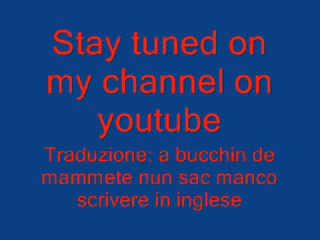 Stay tuned on
my channel on
youtube
Traduzione: a bucchin de
mammete nun sac manco
scrivere in inglese